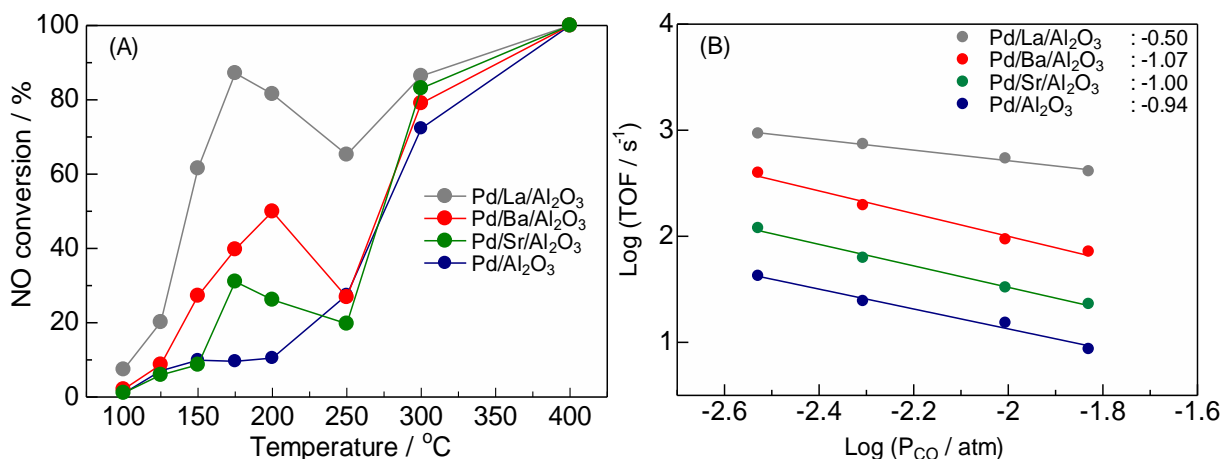 (A)
NO conversion / %
100
80
60
40
20
0
Pd/La/Al₂O₃
Pd/Ba/Al₂O₃
Pd/Sr/Al₂O₃
Pd/Al₂O₃
100 150 200 250 300 400
Temperature / °C
(B)
Log (TOF / s⁻¹)
4
3
2
1
Pd/La/Al₂O₃ : -0.50
Pd/Ba/Al₂O₃ : -1.07
Pd/Sr/Al₂O₃ : -1.00
Pd/Al₂O₃ : -0.94
-2.6 -2.4 -2.2 -2 -1.8 -1.6
Log (P_CO / atm)